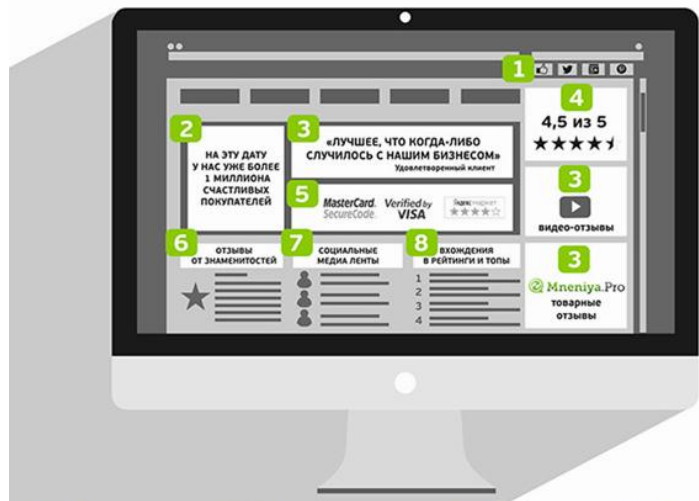 1
2
НА ЭТУ ДАТУ
У НАС УЖЕ БОЛЕЕ
1 МИЛЛИОНА
СЧАСТЛИВЫХ
ПОКУПАТЕЛЕЙ
3
«ЛУЧШЕЕ, ЧТО КОГДА-ЛИБО
СЛУЧИЛОСЬ С НАШИМ БИЗНЕСОМ»
Удовлетворенный клиент
4
4,5 из 5
5
MasterCard. Verified by
SecureCode. VISA
Яндекс маркет
3
ВИДЕО-ОТЗЫВЫ
6
ОТЗЫВЫ
ОТ ЗНАМЕНИТОСТЕЙ
7
СОЦИАЛЬНЫЕ
МЕДИА ЛЕНТЫ
8
ВХОЖДЕНИЯ
В РЕЙТИНГИ И ТОПЫ
1
2
3
4
3
Mneniya.Pro
ТОВАРНЫЕ
ОТЗЫВЫ